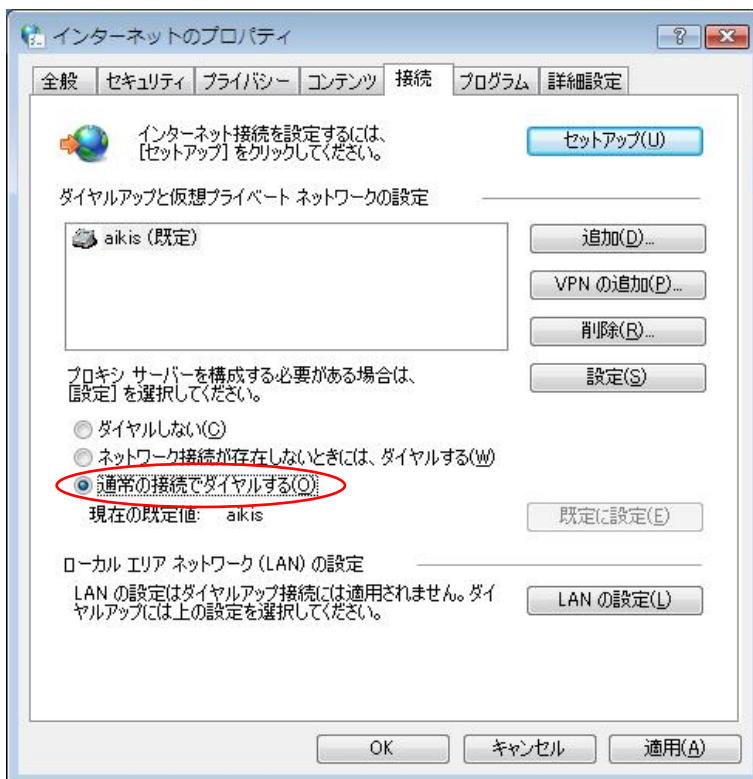 インターネットのプロパティ
全般 セキュリティ プライバシー コンテンツ 接続 プログラム 詳細設定
インターネット接続を設定するには、
[セットアップ] をクリックしてください。
セットアップ(U)
ダイヤルアップと仮想プライベート ネットワークの設定
aikis (既定)
追加(D)...
VPN の追加(P)...
削除(R)...
プロキシ サーバーを構成する必要がある場合は、
[設定] を選択してください。
設定(S)
ダイヤルしない(C)
ネットワーク接続が存在しないときには、ダイヤルする(W)
通常の接続でダイヤルする(O)
現在の既定値: aikis
既定に設定(E)
ローカル エリア ネットワーク (LAN) の設定
LAN の設定はダイヤルアップ接続には適用されません。ダイ
ヤルアップには上の設定を選択してください。
LAN の設定(L)
OK キャンセル 適用(A)